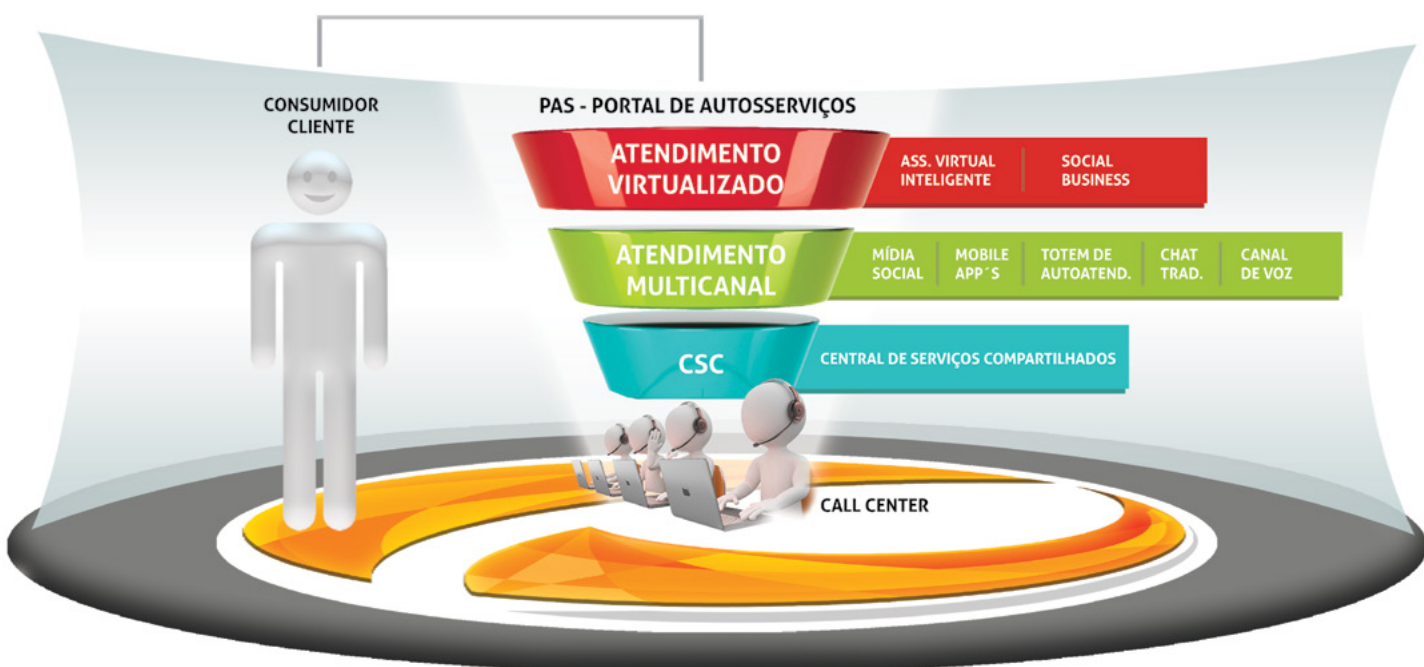 CONSUMIDOR
CLIENTE
PAS - PORTAL DE AUTOSSERVIÇOS
ATENDIMENTO
VIRTUALIZADO
ASS. VIRTUAL
INTELIGENTE
SOCIAL
BUSINESS
ATENDIMENTO
MULTICANAL
MÍDIA
SOCIAL
MOBILE
APP´S
TOTEM DE
AUTOATEND.
CHAT
TRAD.
CANAL
DE VOZ
CSC
CENTRAL DE SERVIÇOS COMPARTILHADOS
CALL CENTER